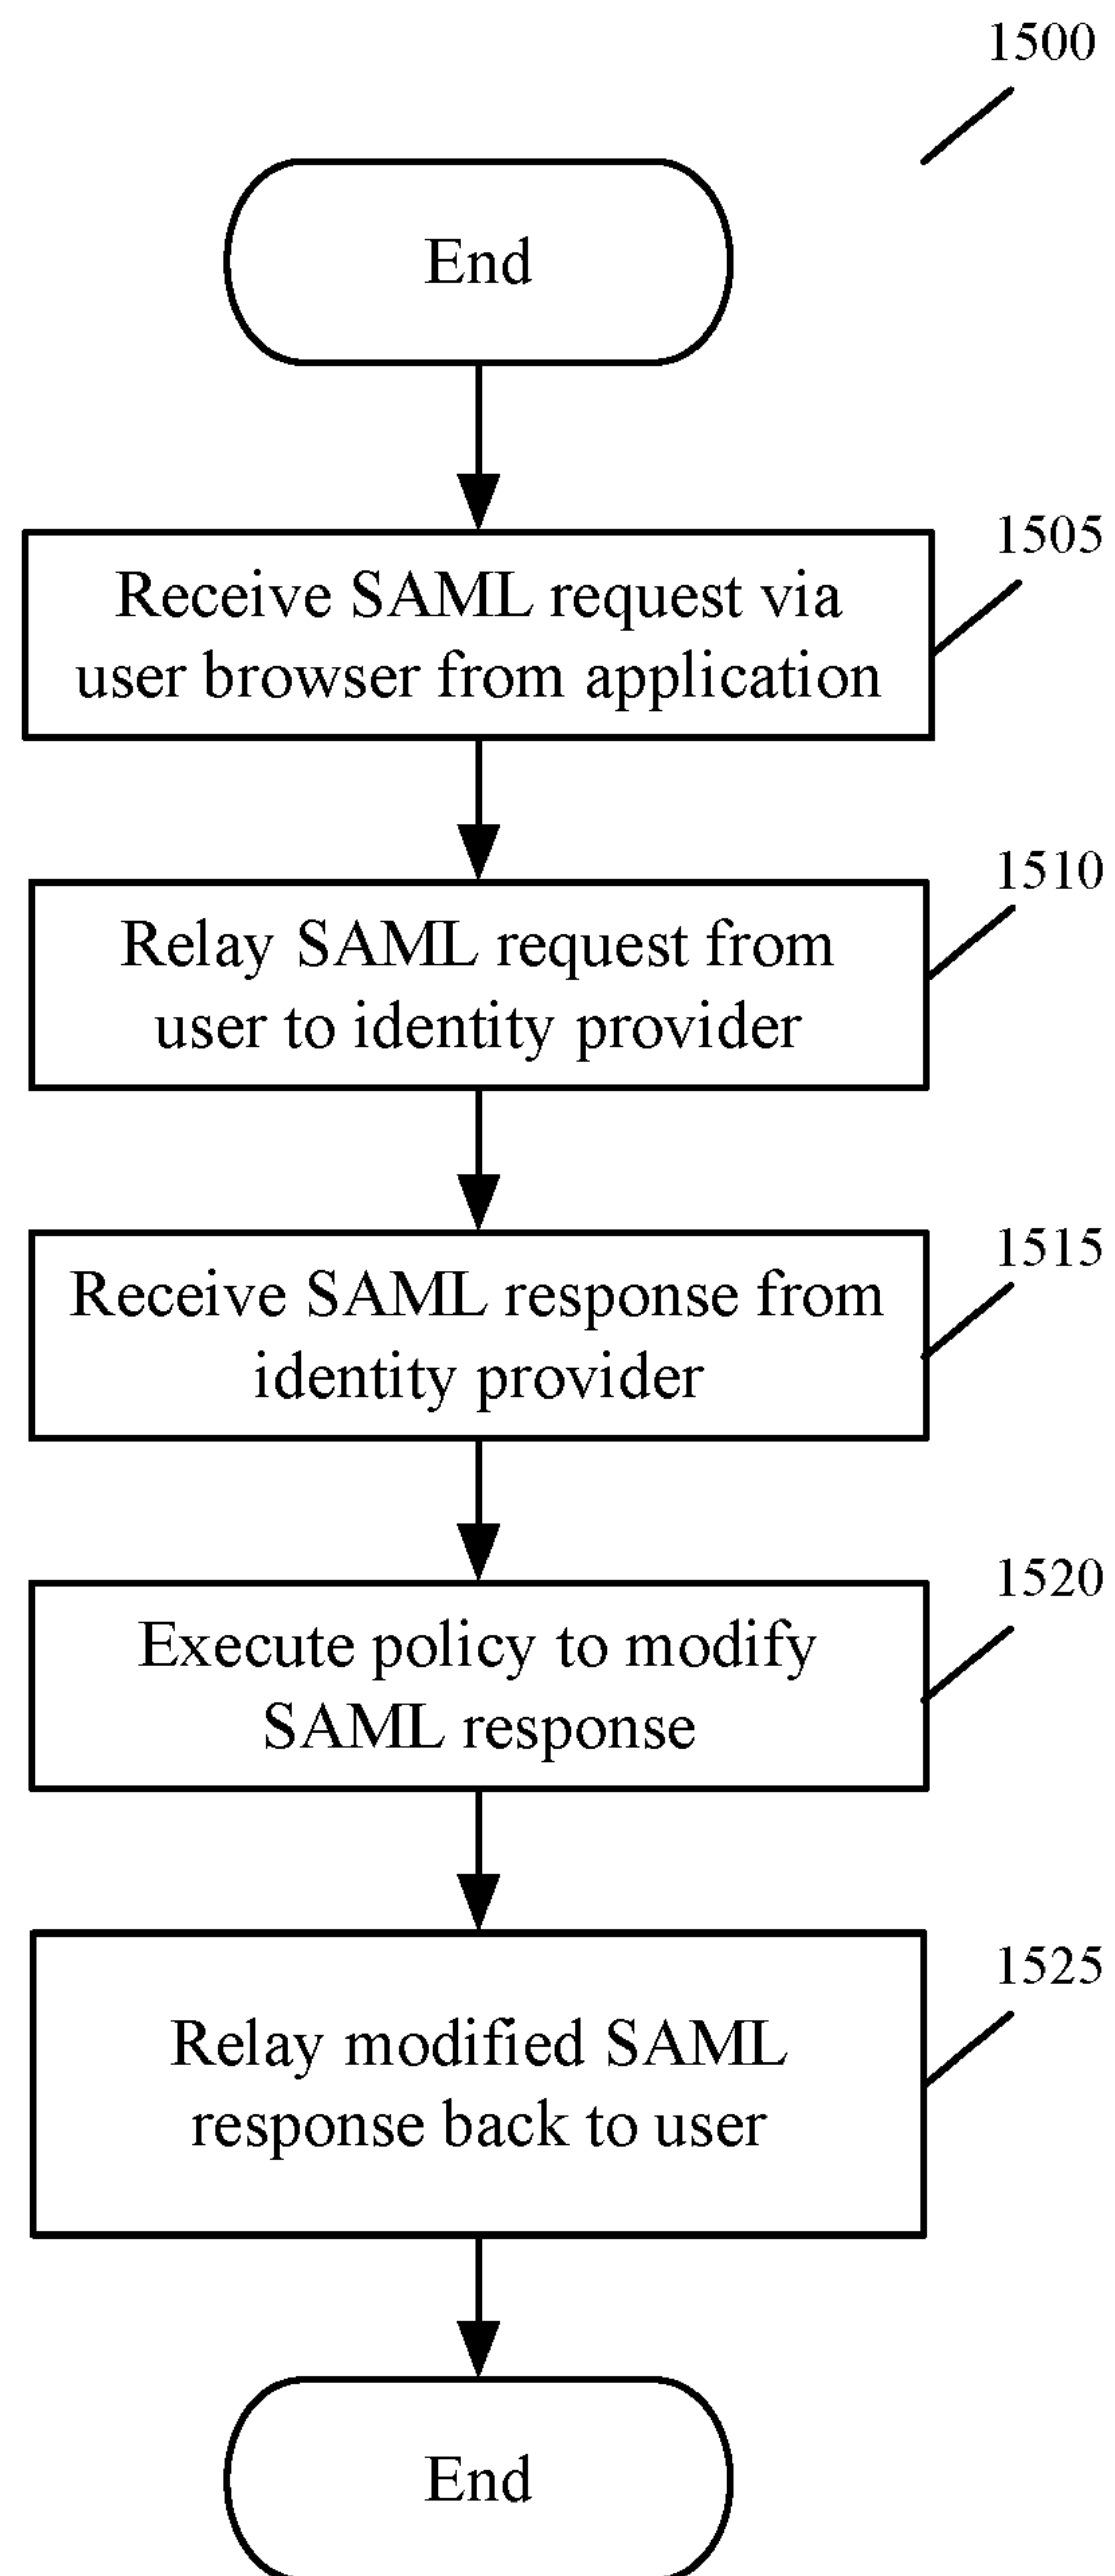 1500
End
1505
Receive SAML request via
user browser from application
1510
Relay SAML request from
user to identity provider
1515
Receive SAML response from
identity provider
1520
Execute policy to modify
SAML response
1525
Relay modified SAML
response back to user
End